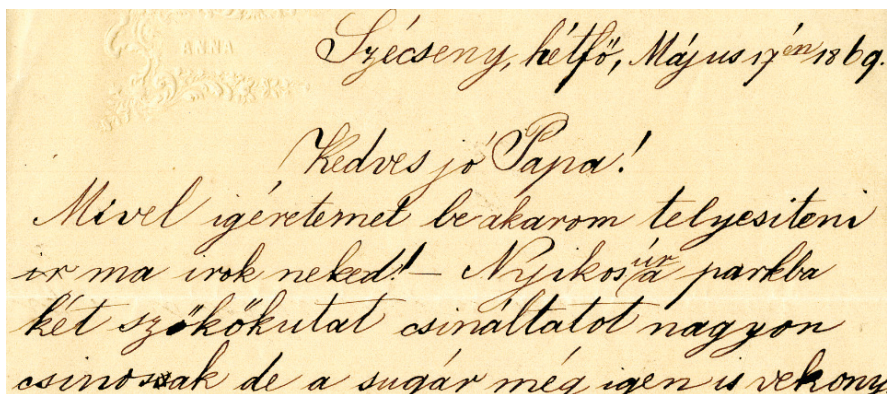 ANNA
Szécseny, hétfő, Május 17én 1869.
Kedves jó Papa!
Mivel igéretemet be akarom telyesiteni
ir ma irok neked! – Nyikos úr a parkba
két szökőkutat csináltatot nagyon
csinossak de a sugár még igen is vekony